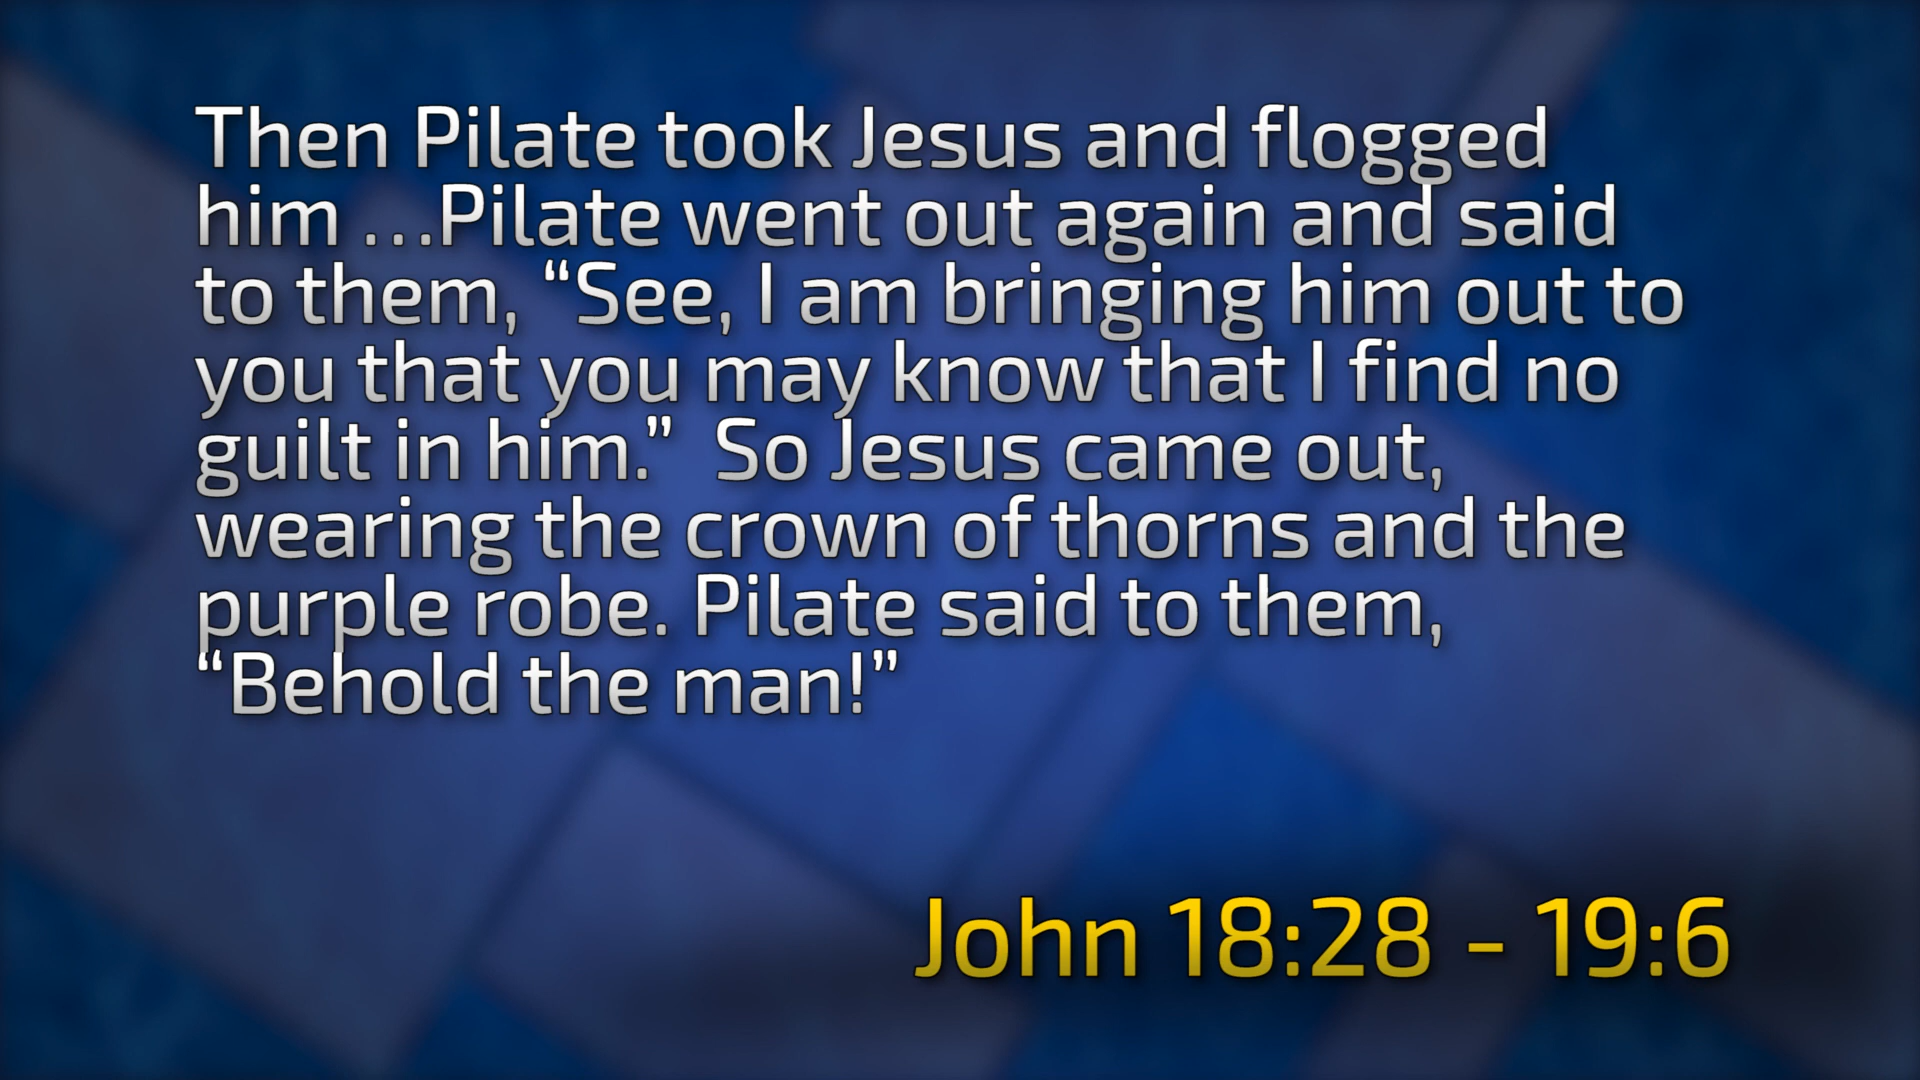 Then Pilate took Jesus and flogged
him …Pilate went out again and said
to them, “See, I am bringing him out to
you that you may know that I find no
guilt in him.”  So Jesus came out,
wearing the crown of thorns and the
purple robe. Pilate said to them,
“Behold the man!”
John 18:28 - 19:6